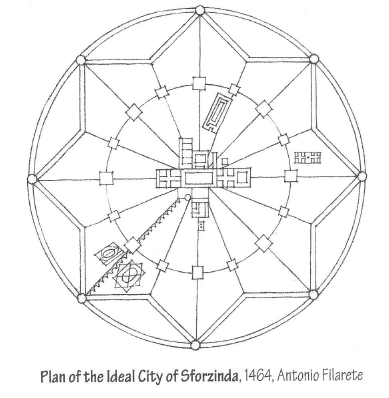 Plan of the Ideal City of Sforzinda, 1464, Antonio Filarete